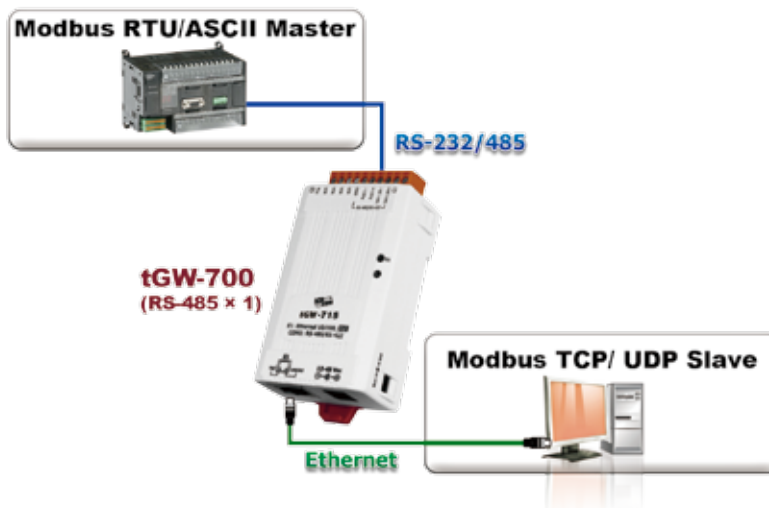 Modbus RTU/ASCII Master
RS-232/485
tGW-700
(RS-485 × 1)
tGW-715
Modbus TCP/ UDP Slave
Ethernet